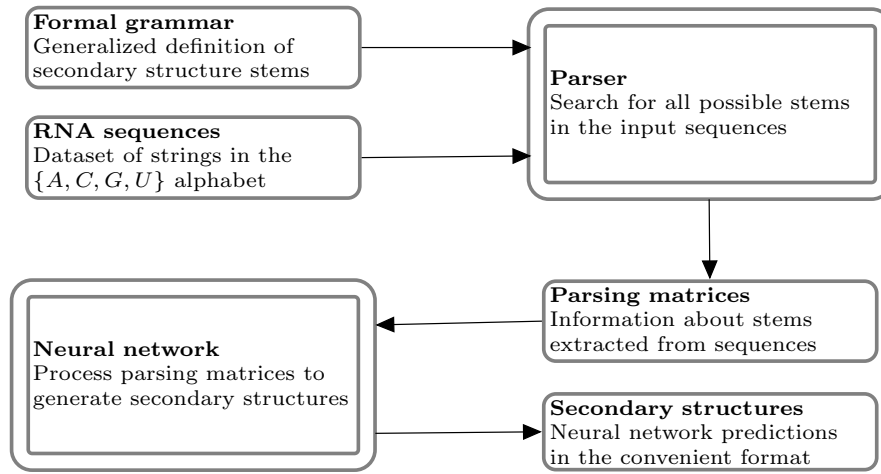 Formal grammar
Generalized definition of
secondary structure stems
RNA sequences
Dataset of strings in the
{A, C, G, U} alphabet
Parser
Search for all possible stems
in the input sequences
Parsing matrices
Information about stems
extracted from sequences
Neural network
Process parsing matrices to
generate secondary structures
Secondary structures
Neural network predictions
in the convenient format